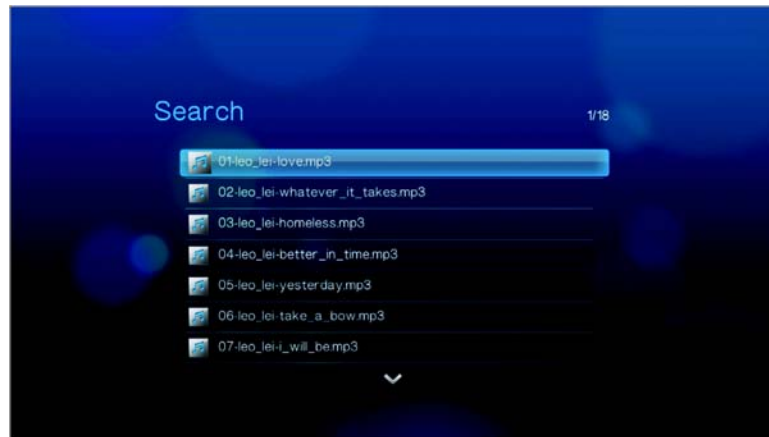 Search
1/18
01-leo_lei-love.mp3
02-leo_lei-whatever_it_takes.mp3
03-leo_lei-homeless.mp3
04-leo_lei-better_in_time.mp3
05-leo_lei-yesterday.mp3
06-leo_lei-take_a_bow.mp3
07-leo_lei-i_will_be.mp3